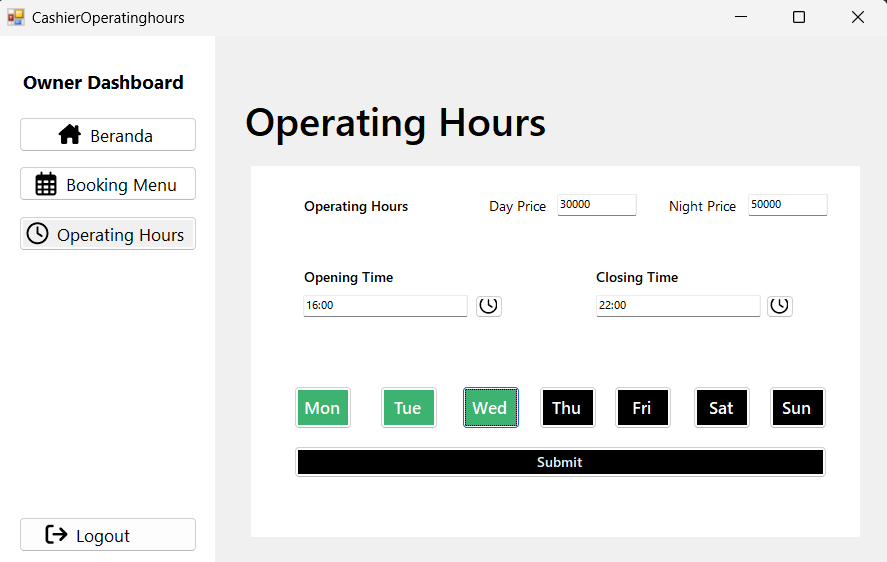 CashierOperatinghours
Owner Dashboard
Beranda
Booking Menu
Operating Hours
Logout
Operating Hours
Operating Hours Day Price 30000 Night Price 50000
Opening Time Closing Time
16:00 22:00
Mon Tue Wed Thu Fri Sat Sun
Submit